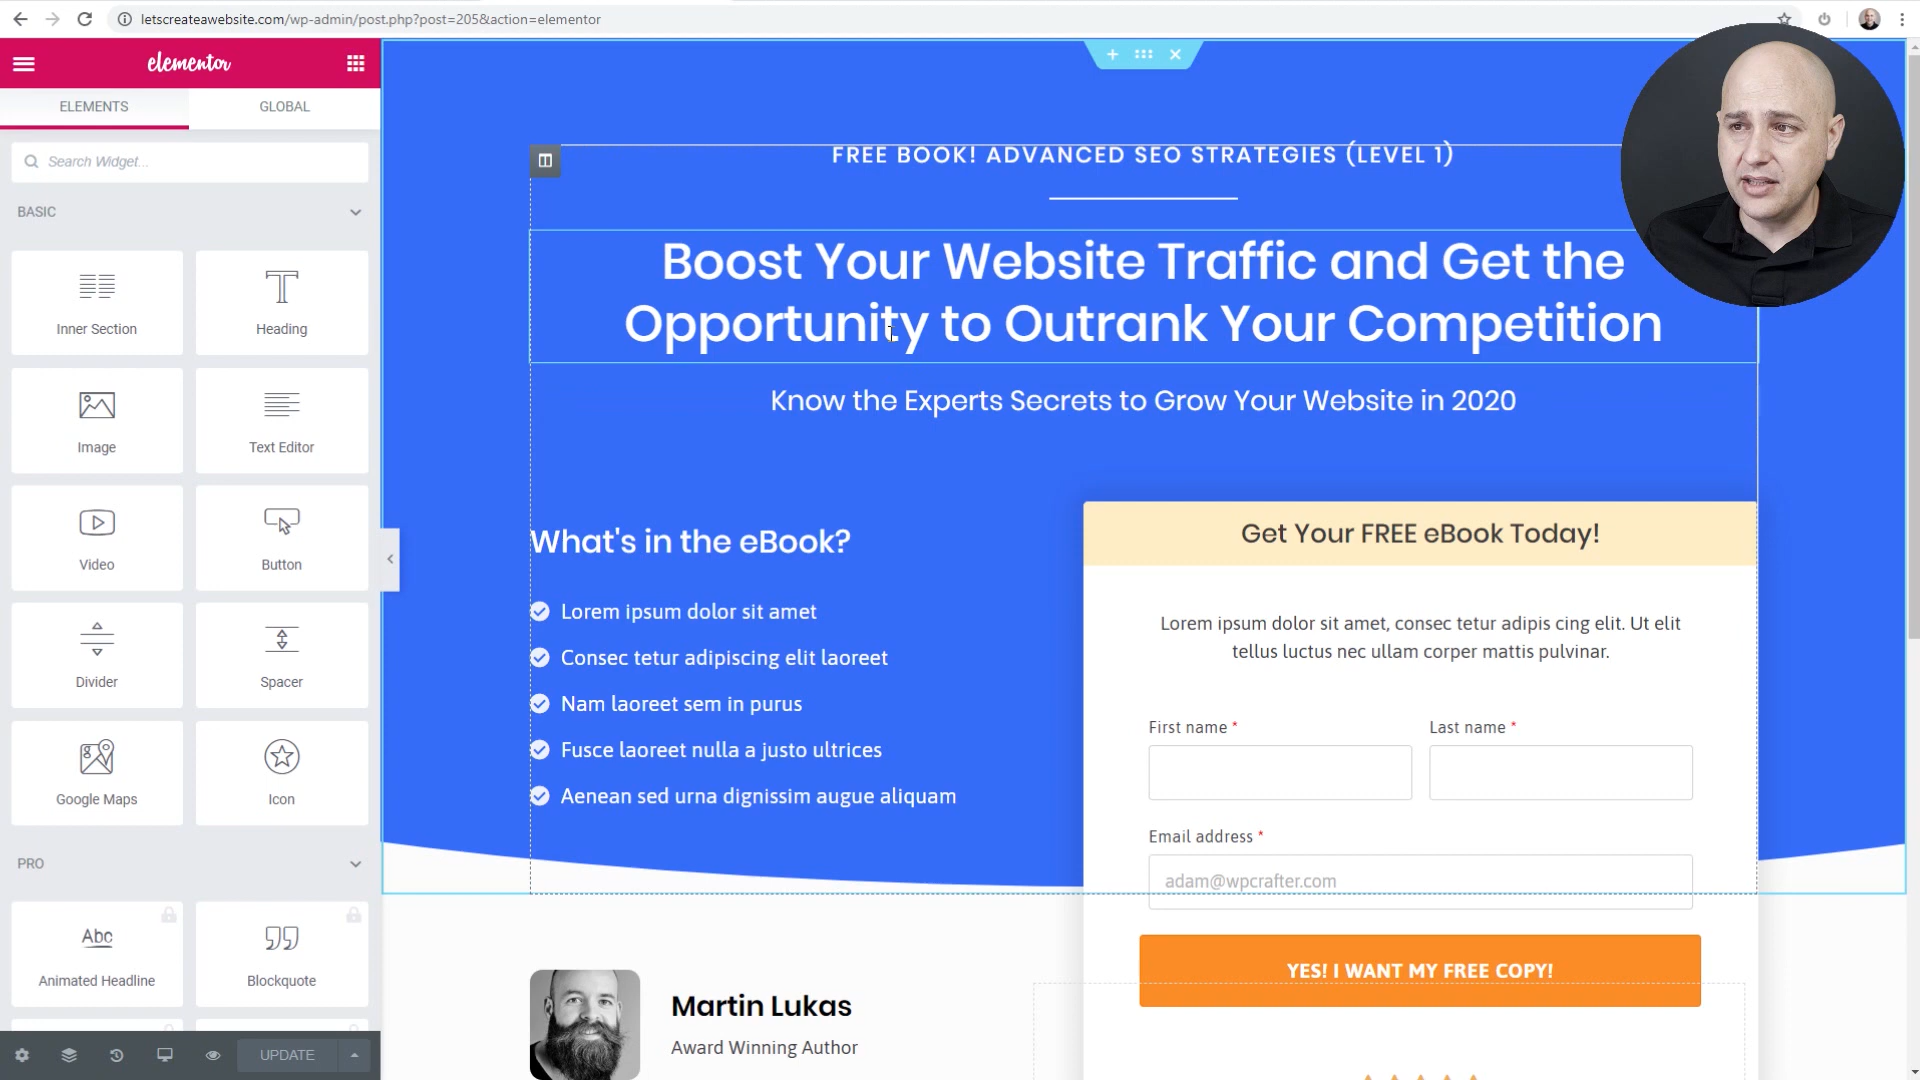 letscreateawebsite.com/wp-admin/post.php?post=205&action=elementor
elementor
ELEMENTS
GLOBAL
Search Widget...
BASIC
Inner Section
Heading
Image
Text Editor
Video
Button
Divider
Spacer
Google Maps
Icon
PRO
Abc
Animated Headline
Blockquote
UPDATE
FREE BOOK! ADVANCED SEO STRATEGIES (LEVEL 1)
Boost Your Website Traffic and Get the
Opportunity to Outrank Your Competition
Know the Experts Secrets to Grow Your Website in 2020
What's in the eBook?
Lorem ipsum dolor sit amet
Consec tetur adipiscing elit laoreet
Nam laoreet sem in purus
Fusce laoreet nulla a justo ultrices
Aenean sed urna dignissim augue aliquam
Get Your FREE eBook Today!
Lorem ipsum dolor sit amet, consec tetur adipis cing elit. Ut elit
tellus luctus nec ullam corper mattis pulvinar.
First name *
Last name *
Email address *
adam@wpcrafter.com
YES! I WANT MY FREE COPY!
Martin Lukas
Award Winning Author